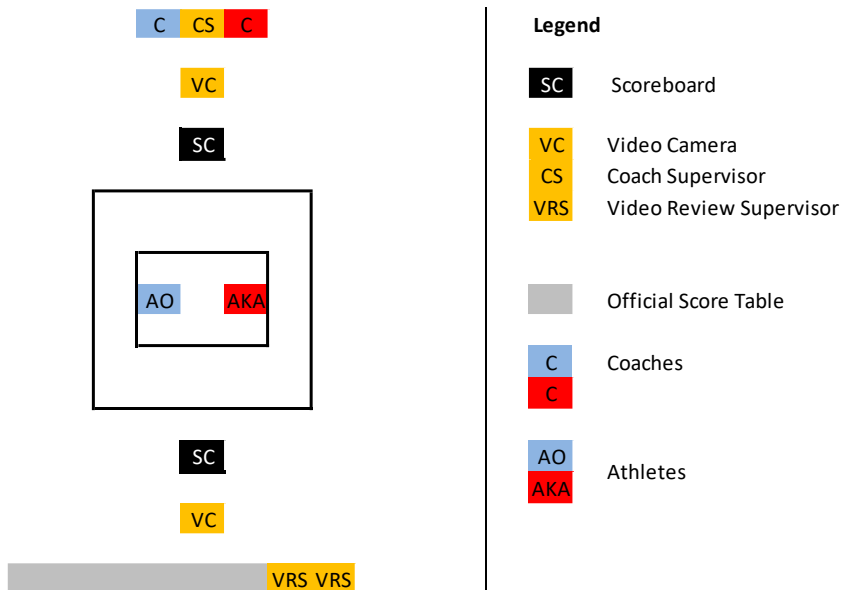 C CS C
VC
SC
AO AKA
SC
VC
VRS VRS
Legend
SC Scoreboard
VC Video Camera
CS Coach Supervisor
VRS Video Review Supervisor
Official Score Table
C Coaches
C
AO Athletes
AKA